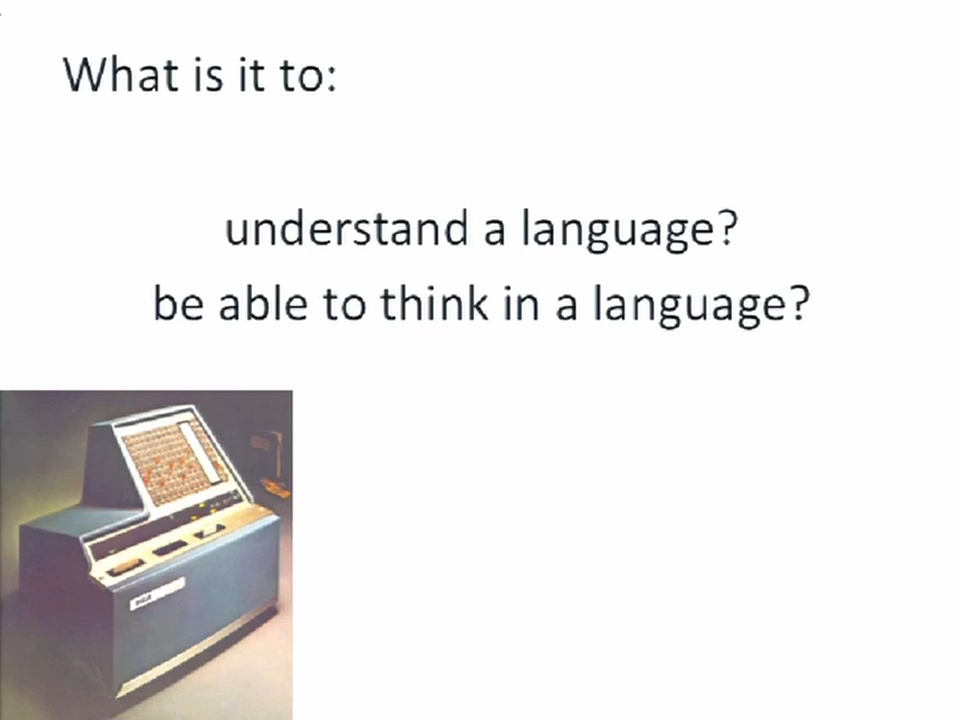 What is it to:
understand a language?
be able to think in a language?